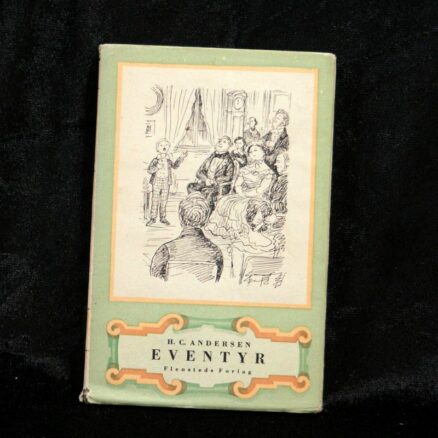 H. C. ANDERSEN
EVENTYR
Flensteds Forlag